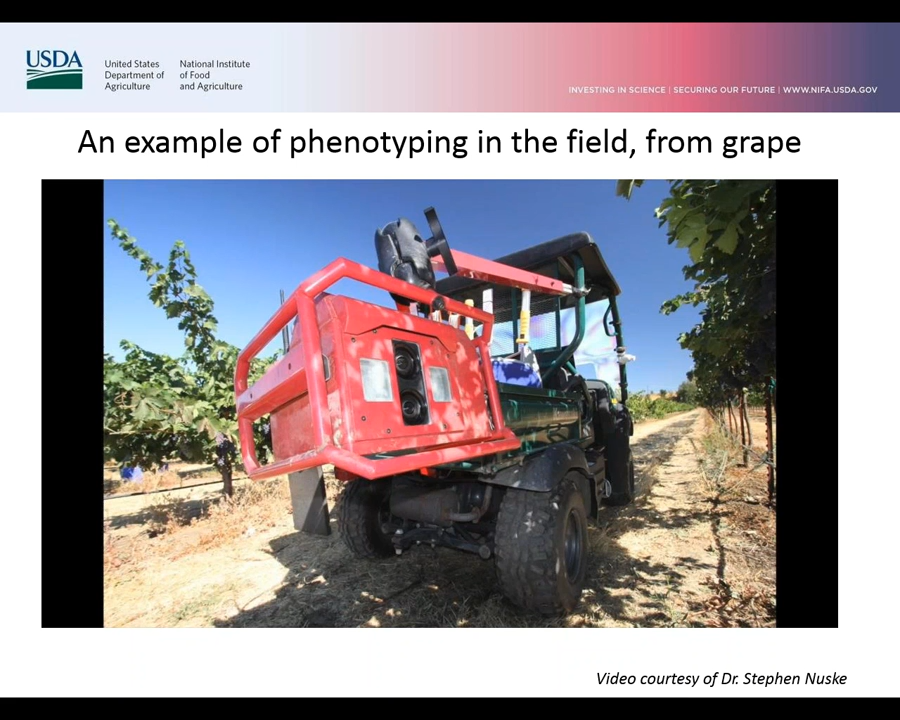 USDA
United States
Department of
Agriculture
National Institute
of Food
and Agriculture
INVESTING IN SCIENCE | SECURING OUR FUTURE | WWW.NIFA.USDA.GOV
An example of phenotyping in the field, from grape
Video courtesy of Dr. Stephen Nuske